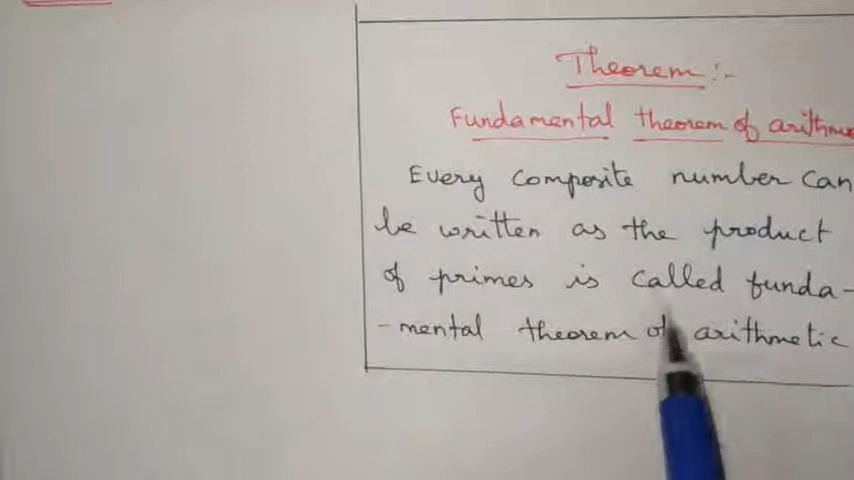 Theorem :-
Fundamental theorem of arithme
Every composite number can
be written as the product
of primes is called funda-
-mental theorem of arithmetic